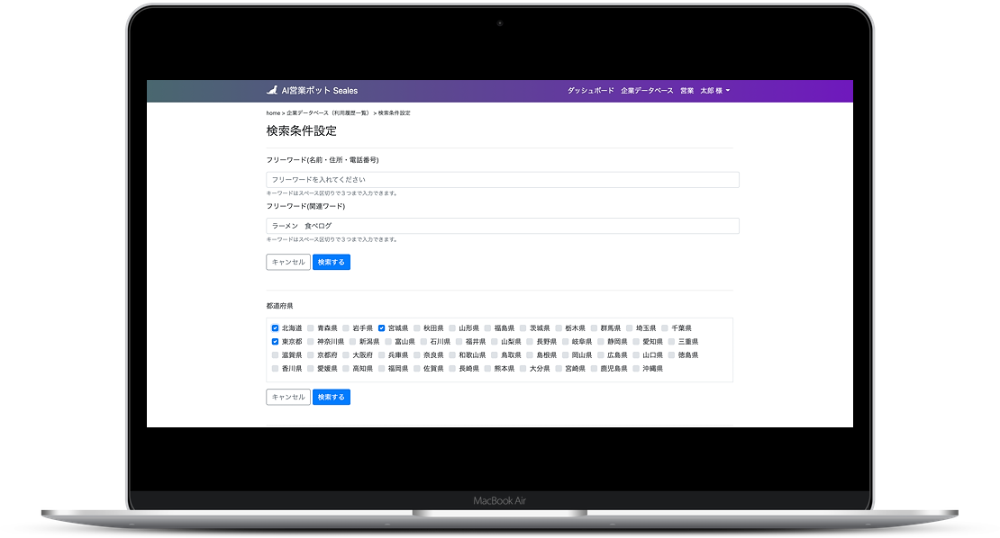 AI営業ボット Seales
ダッシュボード 企業データベース 営業 太郎 様
home > 企業データベース（利用履歴一覧） > 検索条件設定
検索条件設定
フリーワード(名前・住所・電話番号)
フリーワードを入れてください
キーワードはスペース区切りで３つまで入力できます。
フリーワード(関連ワード)
ラーメン　食べログ
キーワードはスペース区切りで３つまで入力できます。
キャンセル 検索する
都道府県
北海道 青森県 岩手県 宮城県 秋田県 山形県 福島県 茨城県 栃木県 群馬県 埼玉県 千葉県
東京都 神奈川県 新潟県 富山県 石川県 福井県 山梨県 長野県 岐阜県 静岡県 愛知県 三重県
滋賀県 京都府 大阪府 兵庫県 奈良県 和歌山県 鳥取県 島根県 岡山県 広島県 山口県 徳島県
香川県 愛媛県 高知県 福岡県 佐賀県 長崎県 熊本県 大分県 宮崎県 鹿児島県 沖縄県
キャンセル 検索する
MacBook Air